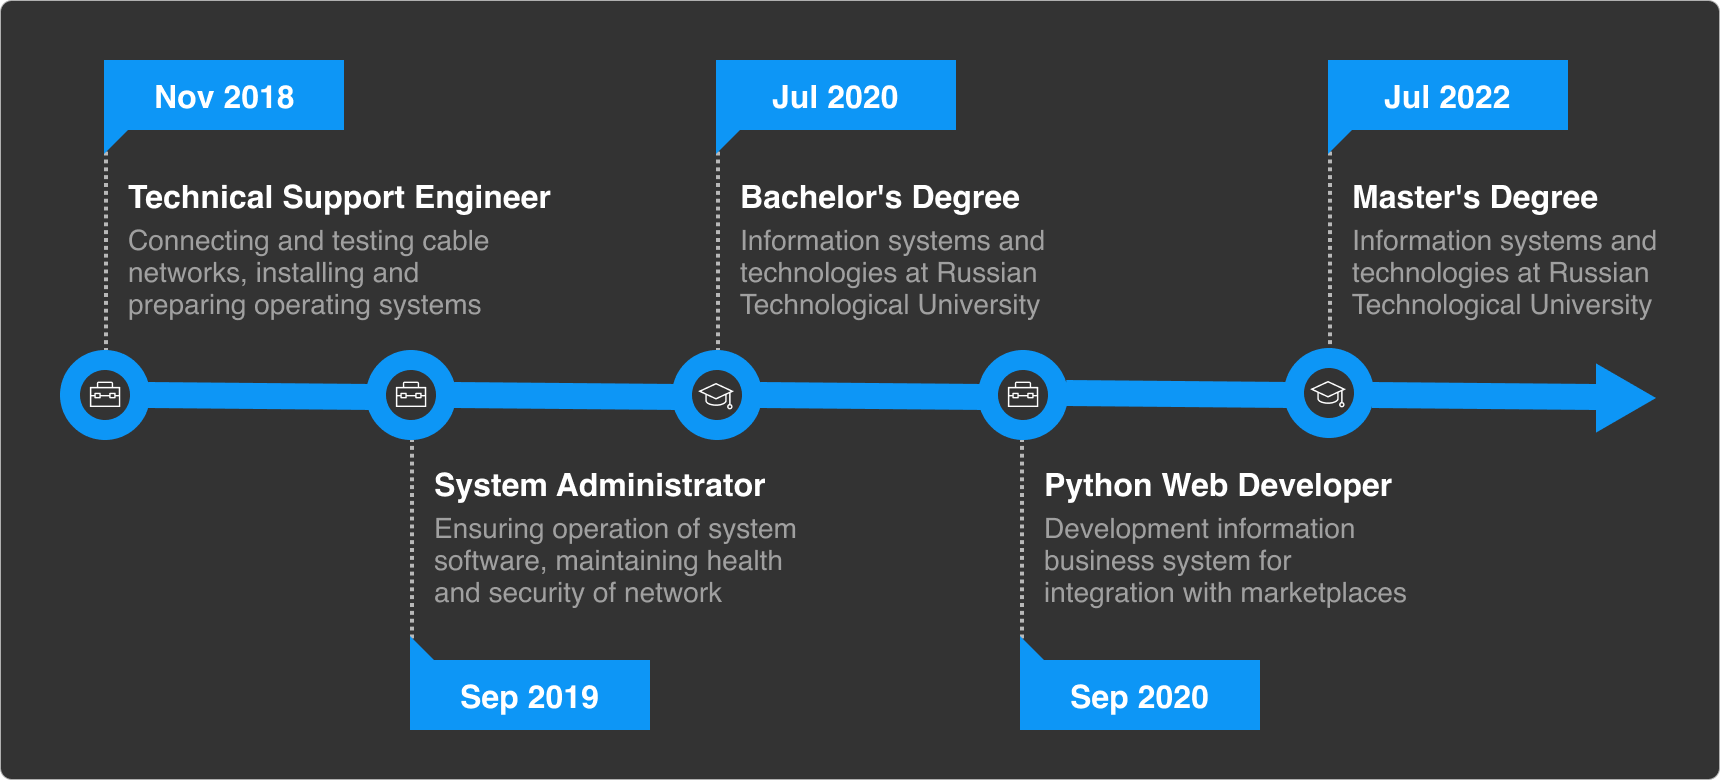 Nov 2018
Technical Support Engineer
Connecting and testing cable
networks, installing and
preparing operating systems
System Administrator
Ensuring operation of system
software, maintaining health
and security of network
Sep 2019
Jul 2020
Bachelor's Degree
Information systems and
technologies at Russian
Technological University
Python Web Developer
Development information
business system for
integration with marketplaces
Sep 2020
Jul 2022
Master's Degree
Information systems and
technologies at Russian
Technological University